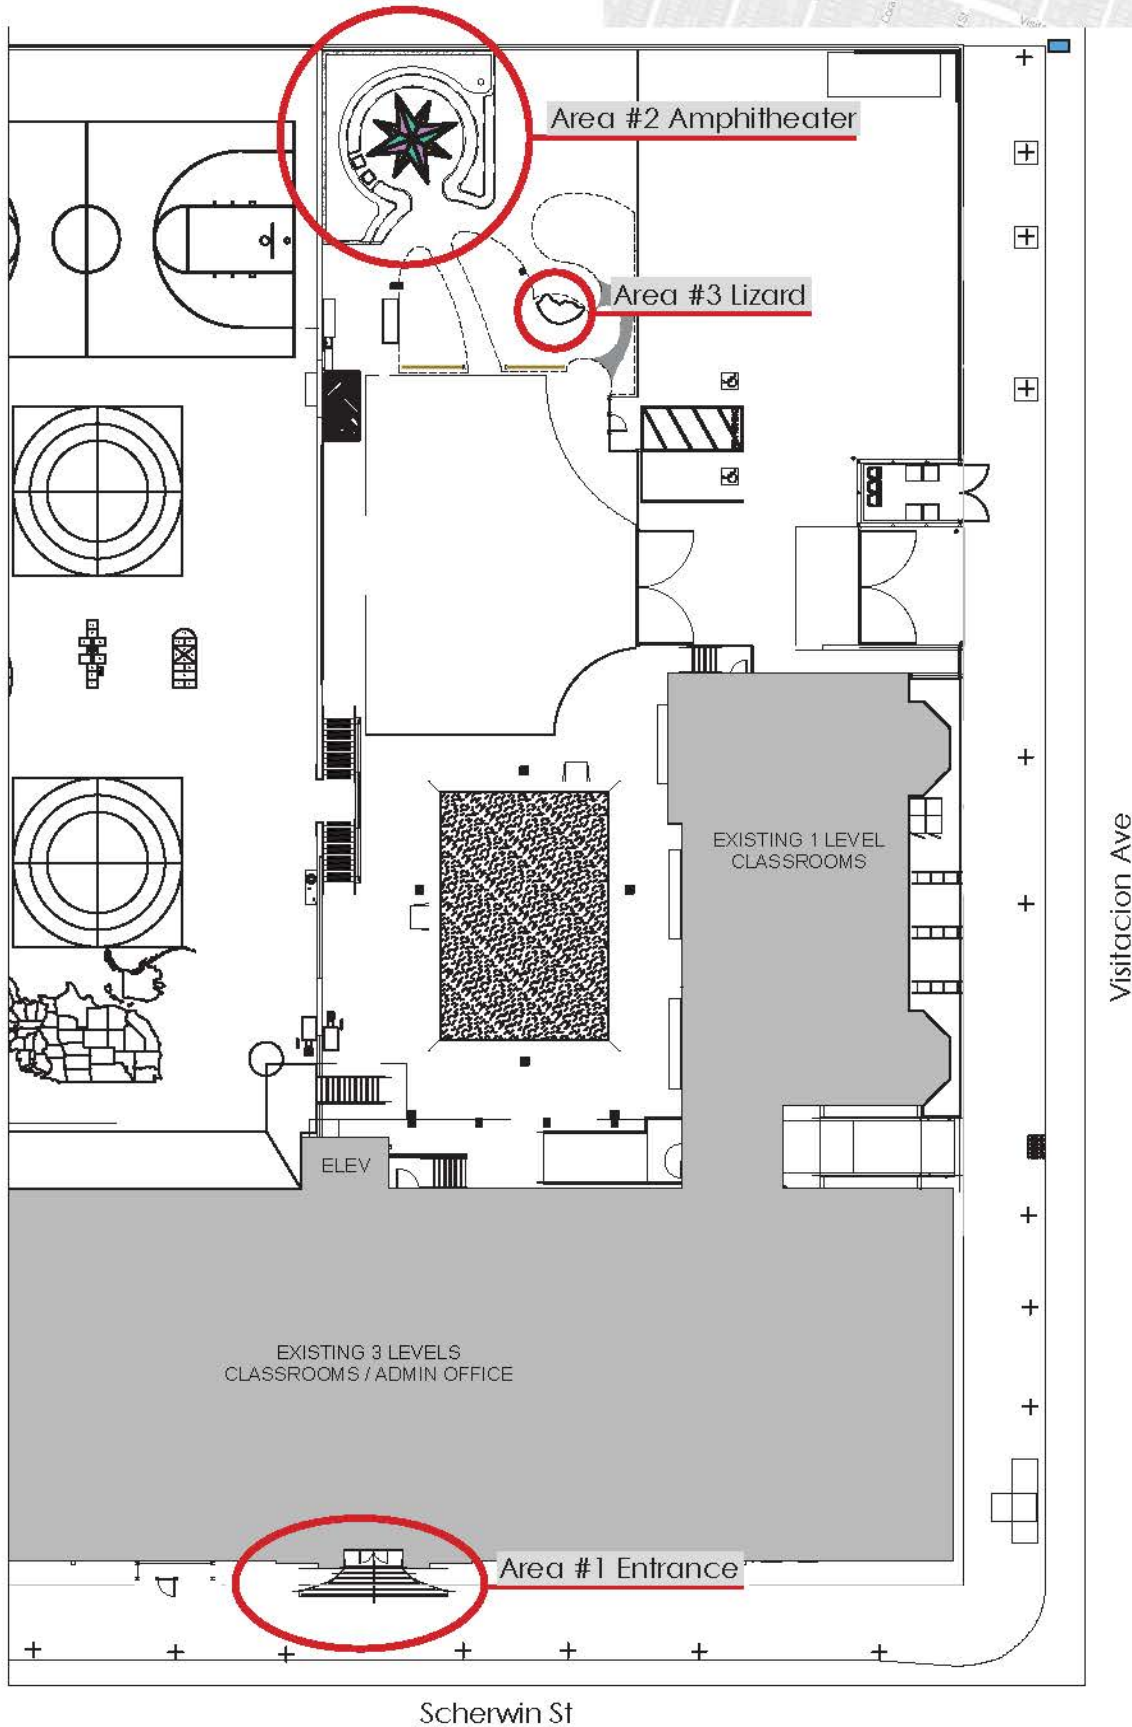 Area #2 Amphitheater
Area #3 Lizard
EXISTING 1 LEVEL
CLASSROOMS
Visitacion Ave
ELEV
EXISTING 3 LEVELS
CLASSROOMS / ADMIN OFFICE
Area #1 Entrance
Scherwin St